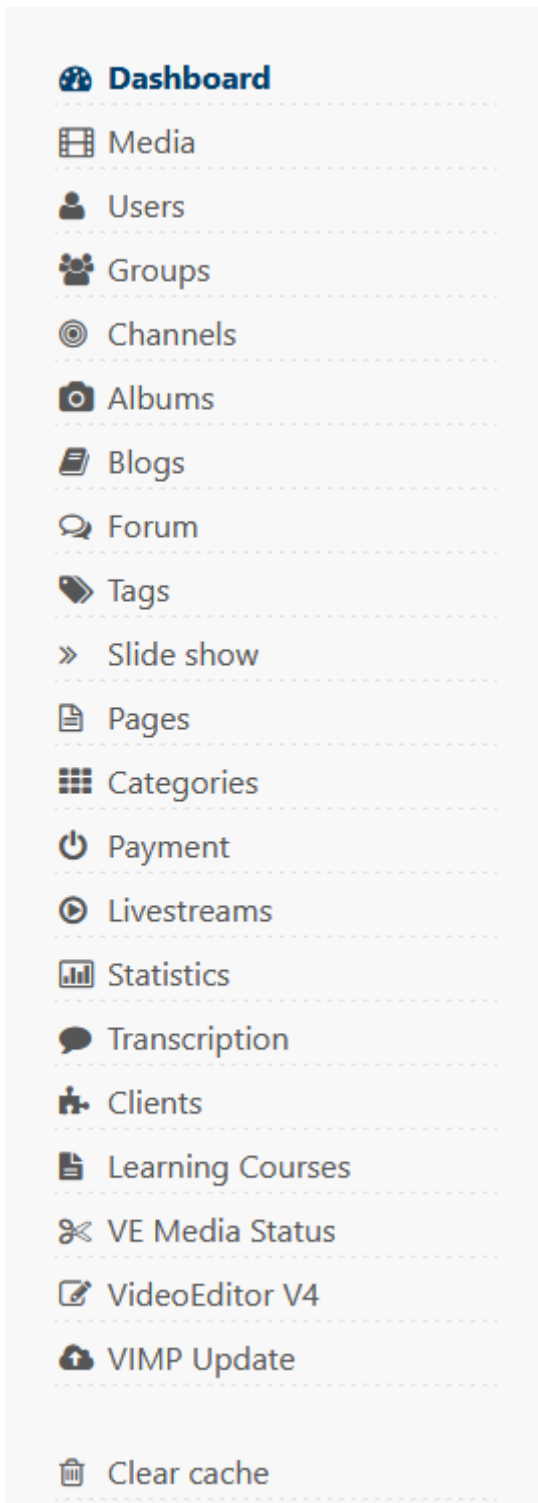 Dashboard
Media
Users
Groups
Channels
Albums
Blogs
Forum
Tags
Slide show
Pages
Categories
Payment
Livestreams
Statistics
Transcription
Clients
Learning Courses
VE Media Status
VideoEditor V4
VIMP Update
Clear cache